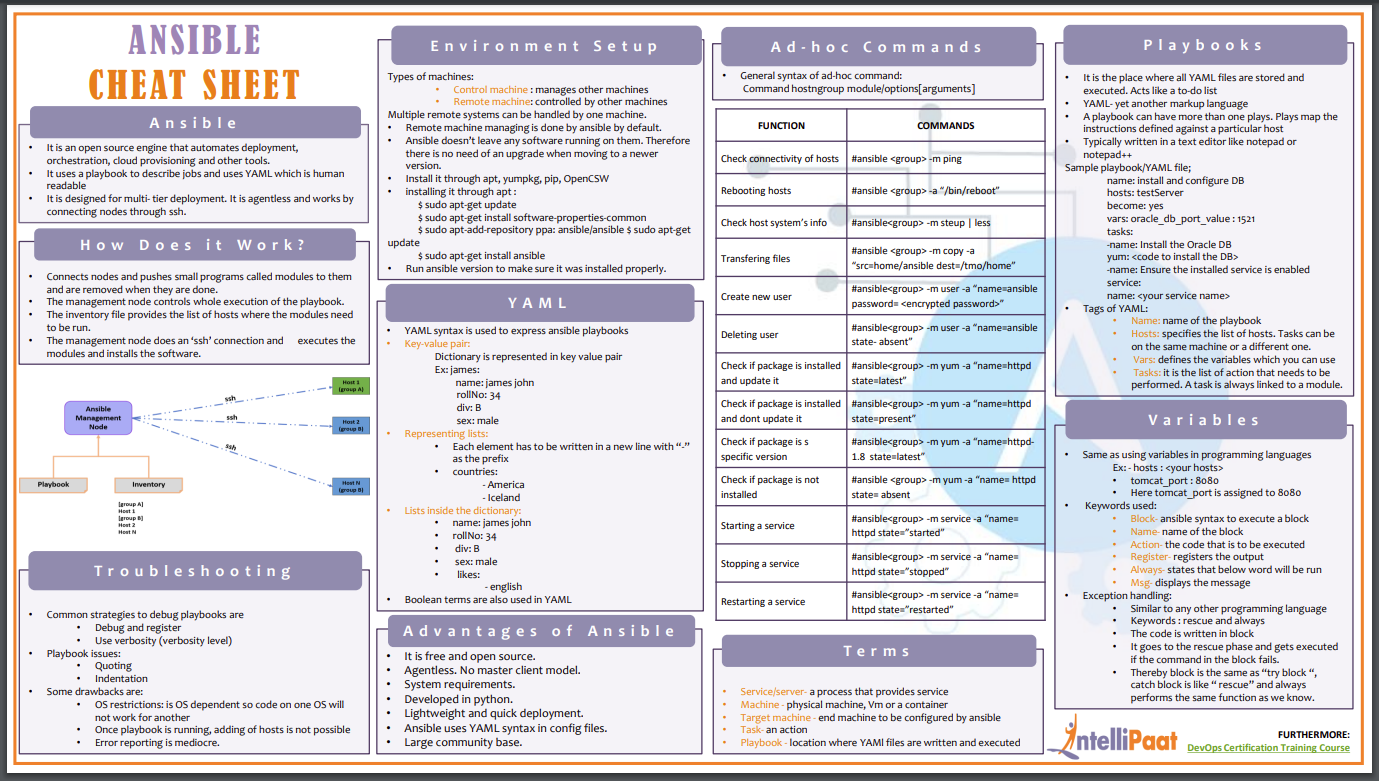 ANSIBLE
CHEAT SHEET
Ansible
• It is an open source engine that automates deployment,
orchestration, cloud provisioning and other tools.
• It uses a playbook to describe jobs and uses YAML which is human
readable
• It is designed for multi- tier deployment. It is agentless and works by
connecting nodes through ssh.
How Does it Work?
• Connects nodes and pushes small programs called modules to them
and are removed when they are done.
• The management node controls whole execution of the playbook.
• The inventory file provides the list of hosts where the modules need
to be run.
• The management node does an ‘ssh’ connection and executes the
modules and installs the software.
Ansible
Management
Node
ssh
ssh
ssh
Host 1
(group A)
Host 2
(group B)
Host N
(group B)
Playbook
Inventory
[group A]
Host 1
[group B]
Host 2
Host N
Troubleshooting
• Common strategies to debug playbooks are
• Debug and register
• Use verbosity (verbosity level)
• Playbook issues:
• Quoting
• Indentation
• Some drawbacks are:
• OS restrictions: is OS dependent so code on one OS will
not work for another
• Once playbook is running, adding of hosts is not possible
• Error reporting is mediocre.
Environment Setup
Types of machines:
• Control machine : manages other machines
• Remote machine: controlled by other machines
Multiple remote systems can be handled by one machine.
• Remote machine managing is done by ansible by default.
• Ansible doesn’t leave any software running on them. Therefore
there is no need of an upgrade when moving to a newer
version.
• Install it through apt, yumpkg, pip, OpenCSW
• installing it through apt :
$ sudo apt-get update
$ sudo apt-get install software-properties-common
$ sudo apt-add-repository ppa: ansible/ansible $ sudo apt-get
update
$ sudo apt-get install ansible
• Run ansible version to make sure it was installed properly.
YAML
• YAML syntax is used to express ansible playbooks
• Key-value pair:
Dictionary is represented in key value pair
Ex: james:
name: james john
rollNo: 34
div: B
sex: male
• Representing lists:
• Each element has to be written in a new line with “-”
as the prefix
• countries:
- America
- Iceland
• Lists inside the dictionary:
• name: james john
• rollNo: 34
• div: B
• sex: male
• likes:
- english
• Boolean terms are also used in YAML
Advantages of Ansible
• It is free and open source.
• Agentless. No master client model.
• System requirements.
• Developed in python.
• Lightweight and quick deployment.
• Ansible uses YAML syntax in config files.
• Large community base.
Ad-hoc Commands
• General syntax of ad-hoc command:
Command hostngroup module/options[arguments]
FUNCTION COMMANDS
Check connectivity of hosts #ansible <group> -m ping
Rebooting hosts #ansible <group> -a “/bin/reboot”
Check host system’s info #ansible<group> -m steup | less
Transfering files #ansible <group> -m copy -a
“src=home/ansible dest=/tmo/home”
Create new user #ansible<group> -m user -a “name=ansible
password= <encrypted password>”
Deleting user #ansible<group> -m user -a “name=ansible
state- absent”
Check if package is installed #ansible<group> -m yum -a “name=httpd
and update it state=latest”
Check if package is installed #ansible<group> -m yum -a “name=httpd
and dont update it state=present”
Check if package is s #ansible<group> -m yum -a “name=httpd-
specific version 1.8 state=latest”
Check if package is not #ansible<group> -m yum -a “name= httpd
installed state= absent
Starting a service #ansible<group> -m service -a “name=
httpd state=”started”
Stopping a service #ansible<group> -m service -a “name=
httpd state=”stopped”
Restarting a service #ansible<group> -m service -a “name=
httpd state=”restarted”
Terms
• Service/server- a process that provides service
• Machine - physical machine, Vm or a container
• Target machine - end machine to be configured by ansible
• Task- an action
• Playbook - location where YAMl files are written and executed
Playbooks
• It is the place where all YAML files are stored and
executed. Acts like a to-do list
• YAML- yet another markup language
• A playbook can have more than one plays. Plays map the
instructions defined against a particular host
• Typically written in a text editor like notepad or
notepad++
Sample playbook/YAML file;
name: install and configure DB
hosts: testServer
become: yes
vars: oracle_db_port_value : 1521
tasks:
-name: Install the Oracle DB
yum: <code to install the DB>
-name: Ensure the installed service is enabled
service:
name: <your service name>
• Tags of YAML:
• Name: name of the playbook
• Hosts: specifies the list of hosts. Tasks can be
on the same machine or a different one.
• Vars: defines the variables which you can use
• Tasks: it is the list of action that needs to be
performed. A task is always linked to a module.
Variables
• Same as using variables in programming languages
Ex: - hosts : <your hosts>
• tomcat_port : 8080
• Here tomcat_port is assigned to 8080
• Keywords used:
• Block- ansible syntax to execute a block
• Name- name of the block
• Action- the code that is to be executed
• Register- registers the output
• Always- states that below word will be run
• Msg- displays the message
• Exception handling:
• Similar to any other programming language
• Keywords : rescue and always
• The code is written in block
• It goes to the rescue phase and gets executed
if the command in the block fails.
• Thereby block is the same as “try block “,
catch block is like “ rescue” and always
performs the same function as we know.
IntelliPaat
FURTHERMORE:
DevOps Certification Training Course